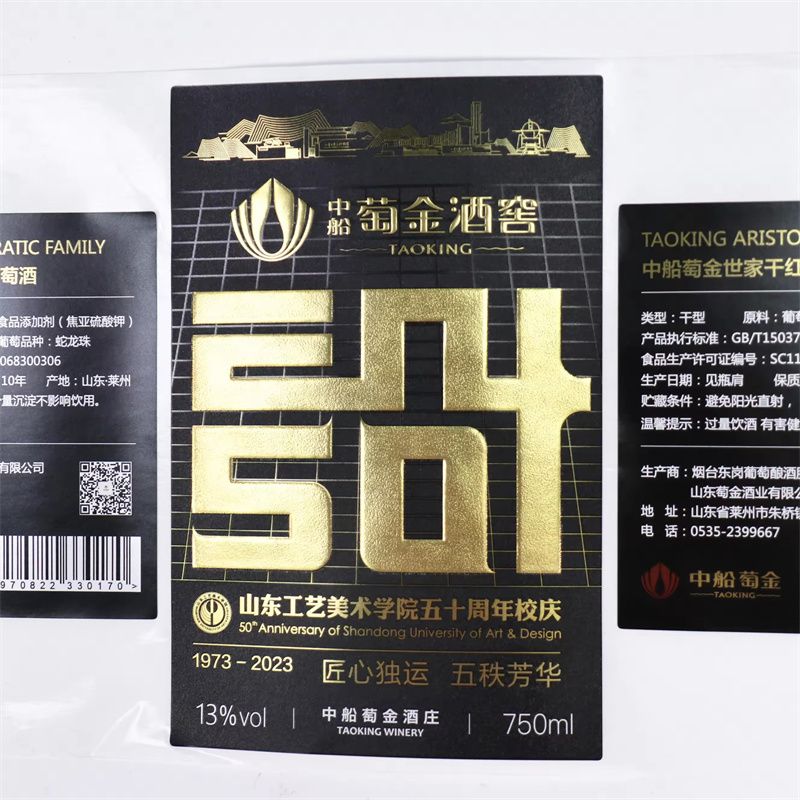 RATIC FAMILY
萄酒
食品添加剂（焦亚硫酸钾）
葡萄品种：蛇龙珠
068300306
10年 产地：山东·莱州
量沉淀不影响饮用。
有限公司
970822 330170 >
中船 萄金酒窖
TAOKING
山东工艺美术学院五十周年校庆
50th Anniversary of Shandong University of Art & Design
1973 - 2023 匠心独运 五秩芳华
13%vol | 中船萄金酒庄 | 750ml
TAOKING WINERY
TAOKING ARISTO
中船萄金世家干红
类型：干型 原料：葡萄
产品执行标准：GB/T15037
食品生产许可证编号：SC11
生产日期：见瓶肩 保质
贮藏条件：避免阳光直射，
温馨提示：过量饮酒 有害健
生产商：烟台东岗葡萄酿酒
山东萄金酒业有限公
地 址：山东省莱州市朱桥镇
电 话：0535-2399667
中船萄金
TAOKING